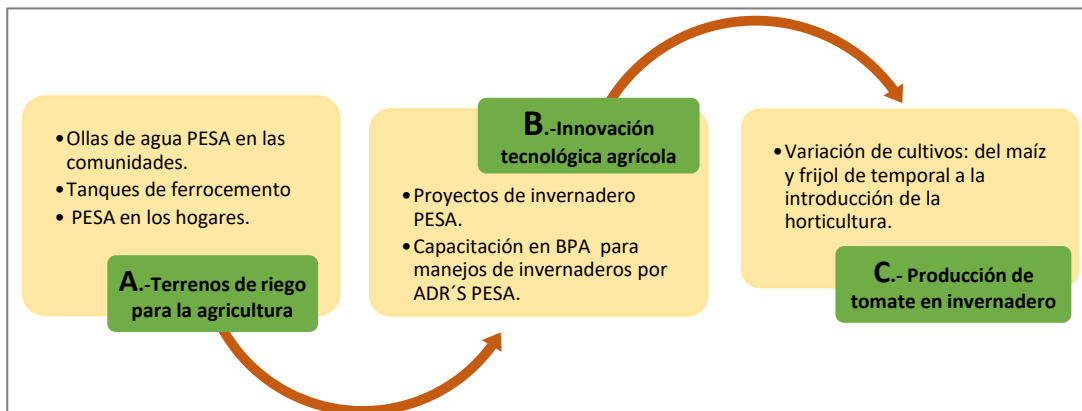 •Ollas de agua PESA en las
comunidades.
•Tanques de ferrocemento
• PESA en los hogares.
A.-Terrenos de riego
para la agricultura
B.-Innovación
tecnológica agrícola
•Proyectos de invernadero
PESA.
•Capacitación en BPA para
manejos de invernaderos por
ADR´S PESA.
•Variación de cultivos: del maíz
y frijol de temporal a la
introducción de la
horticultura.
C.- Producción de
tomate en invernadero